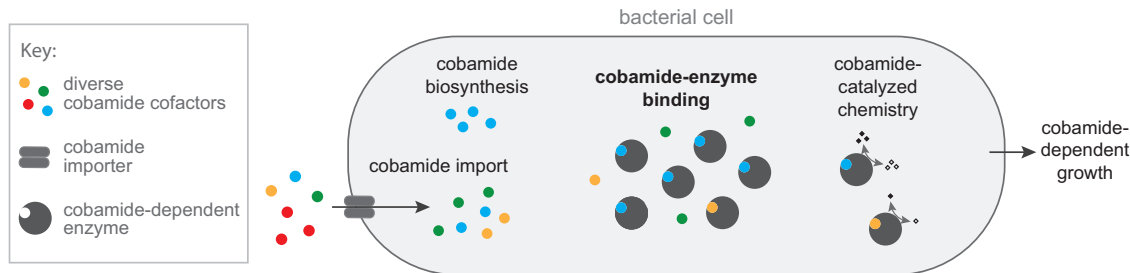 bacterial cell
Key:
diverse
cobamide cofactors
cobamide
importer
cobamide-dependent
enzyme
cobamide
biosynthesis
cobamide import
cobamide-enzyme
binding
cobamide-
catalyzed
chemistry
cobamide-
dependent
growth